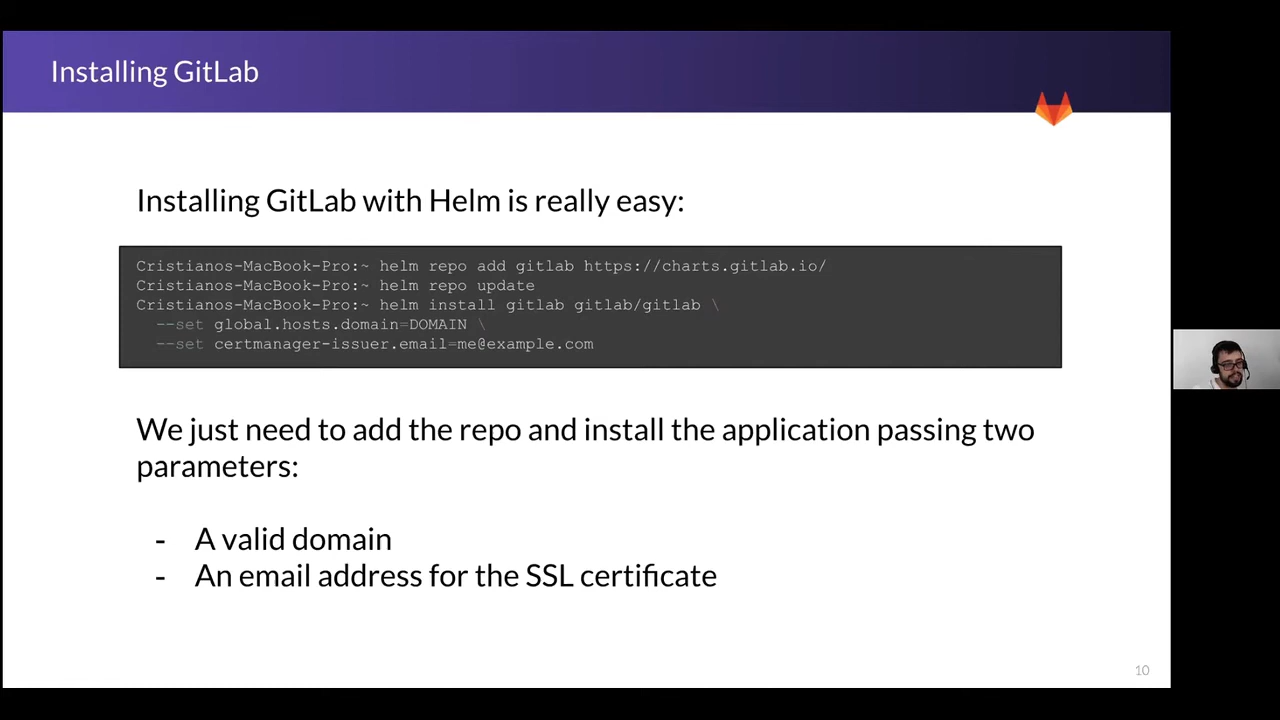 Installing GitLab
Installing GitLab with Helm is really easy:
Cristianos-MacBook-Pro:~ helm repo add gitlab https://charts.gitlab.io/
Cristianos-MacBook-Pro:~ helm repo update
Cristianos-MacBook-Pro:~ helm install gitlab gitlab/gitlab \
--set global.hosts.domain=DOMAIN \
--set certmanager-issuer.email=me@example.com
We just need to add the repo and install the application passing two
parameters:
- A valid domain
- An email address for the SSL certificate
10